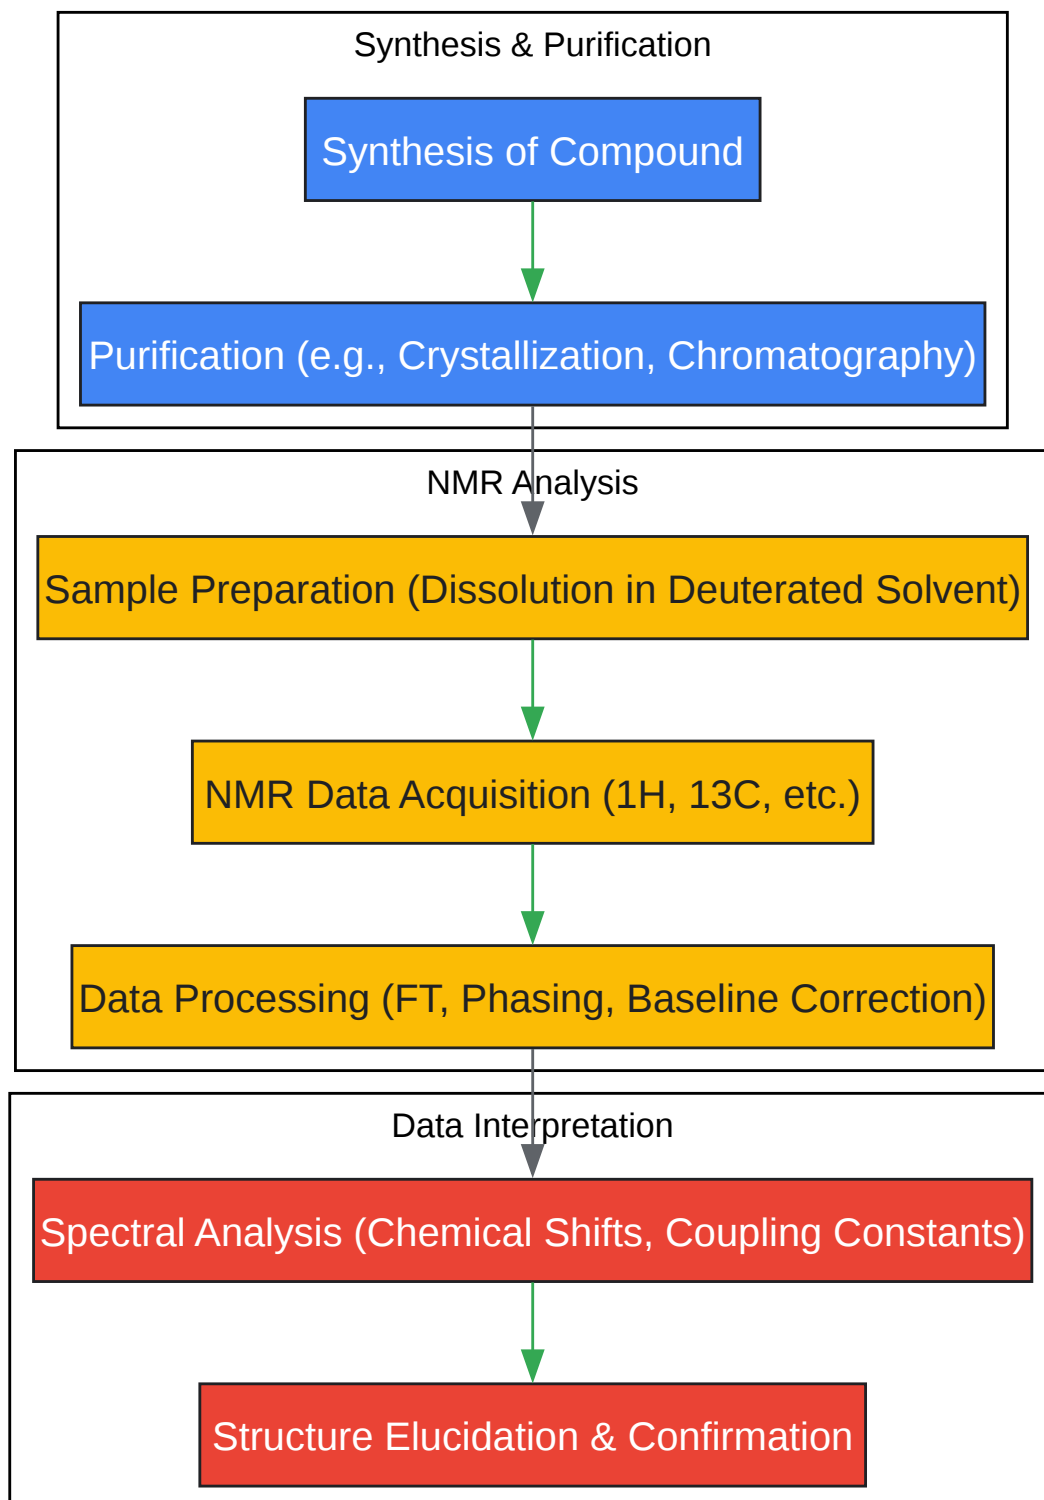 Synthesis & Purification
Synthesis of Compound
Purification (e.g., Crystallization, Chromatography)
NMR Analysis
Sample Preparation (Dissolution in Deuterated Solvent)
NMR Data Acquisition (1H, 13C, etc.)
Data Processing (FT, Phasing, Baseline Correction)
Data Interpretation
Spectral Analysis (Chemical Shifts, Coupling Constants)
Structure Elucidation & Confirmation